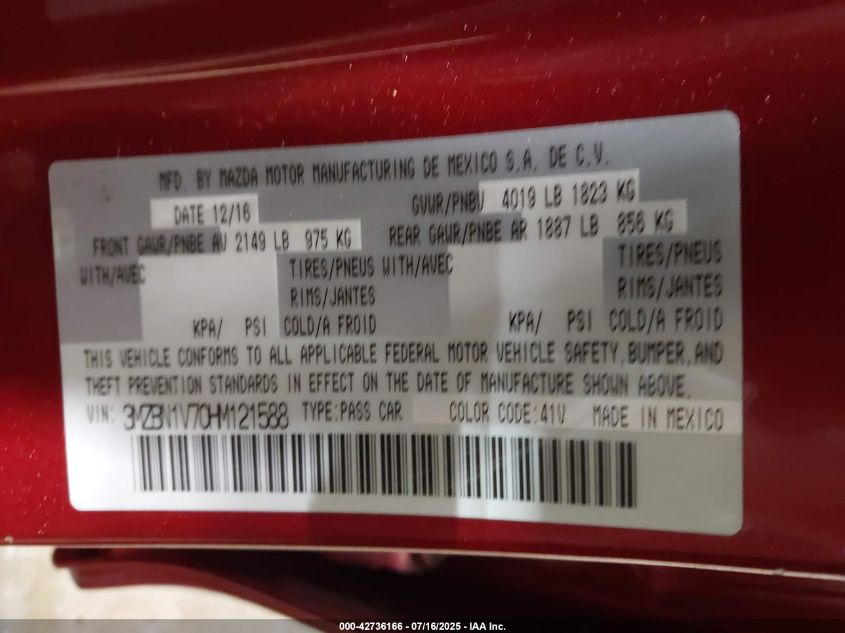 MFD. BY MAZDA MOTOR MANUFACTURING DE MEXICO S.A. DE C.V.
DATE 12/16 GVWR/PNBV 4019 LB 1823 KG
FRONT GAWR/PNBE AV 2149 LB 975 KG REAR GAWR/PNBE AR 1887 LB 856 KG
WITH/AVEC TIRES/PNEUS WITH/AVEC TIRES/PNEUS
RIMS/JANTES RIMS/JANTES
KPA/ PSI COLD/A FROID KPA/ PSI COLD/A FROID
THIS VEHICLE CONFORMS TO ALL APPLICABLE FEDERAL MOTOR VEHICLE SAFETY, BUMPER, AND
THEFT PREVENTION STANDARDS IN EFFECT ON THE DATE OF MANUFACTURE SHOWN ABOVE.
VIN: 3MZBN1V70HM121588 TYPE:PASS CAR COLOR CODE:41V MADE IN MEXICO
000-42736166 - 07/16/2025 - IAA Inc.